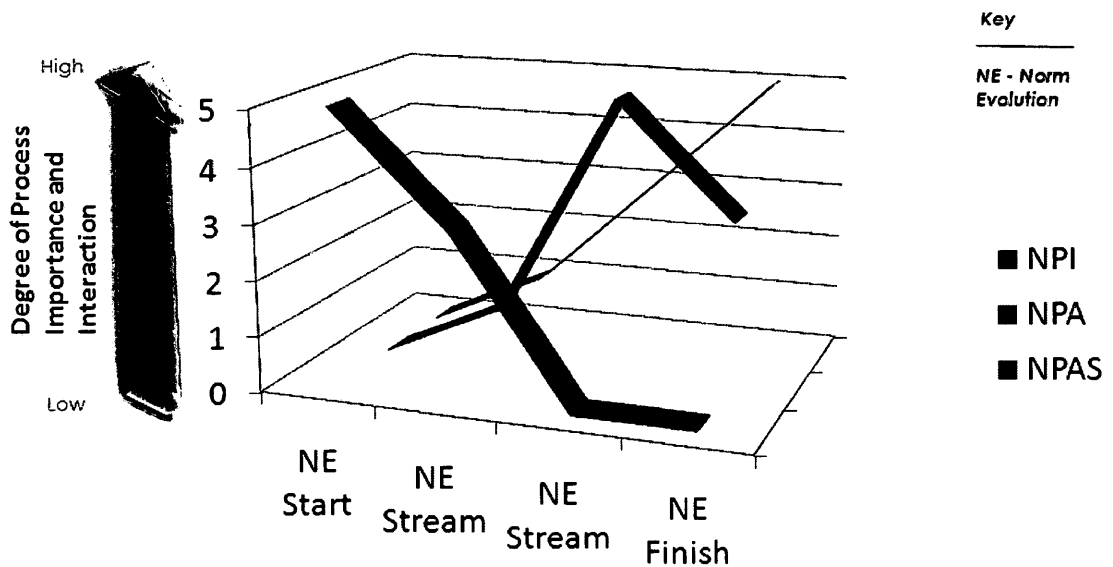 High
Low
Degree of Process
Importance and
Interaction
5
4
3
2
1
0
NE
Start
NE
Stream
NE
Stream
NE
Finish
Key
NE - Norm
Evolution
NPI
NPA
NPAS